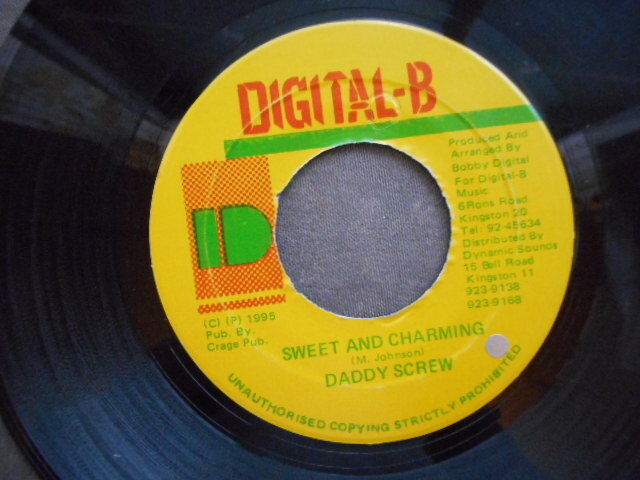 DIGITAL-B
Produced And
Arranged By
Bobby Digital
For Digital-B
Music
6Rons Road
Kingston 20
Tel: 92-45634
Distributed By
Dynamic Sounds
15 Bell Road
Kingston 11
923-9138
923-9168
D
(C) (P) 1995
Pub. By.
Crags Pub.
SWEET AND CHARMING
(M. Johnson)
DADDY SCREW
UNAUTHORISED COPYING STRICTLY PROHIBITED